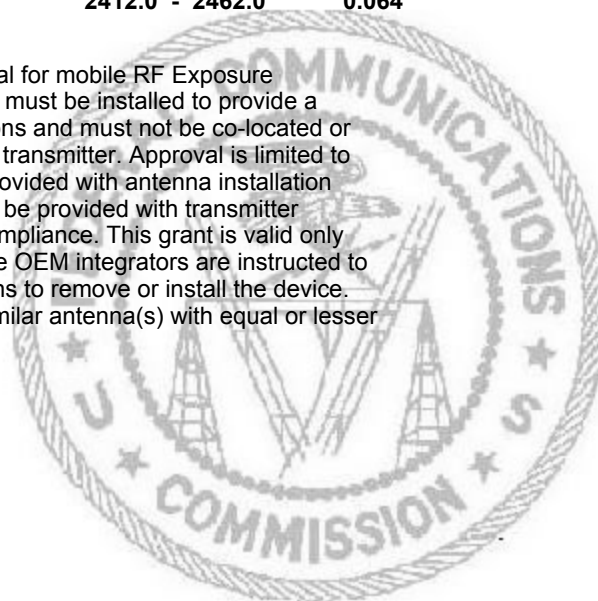 2412.0 - 2462.0 0.064
al for mobile RF Exposure
must be installed to provide a
ons and must not be co-located or
transmitter. Approval is limited to
rovided with antenna installation
be provided with transmitter
mpliance. This grant is valid only
e OEM integrators are instructed to
ns to remove or install the device.
milar antenna(s) with equal or lesser
FEDERAL COMMUNICATIONS
COMMISSION
U S